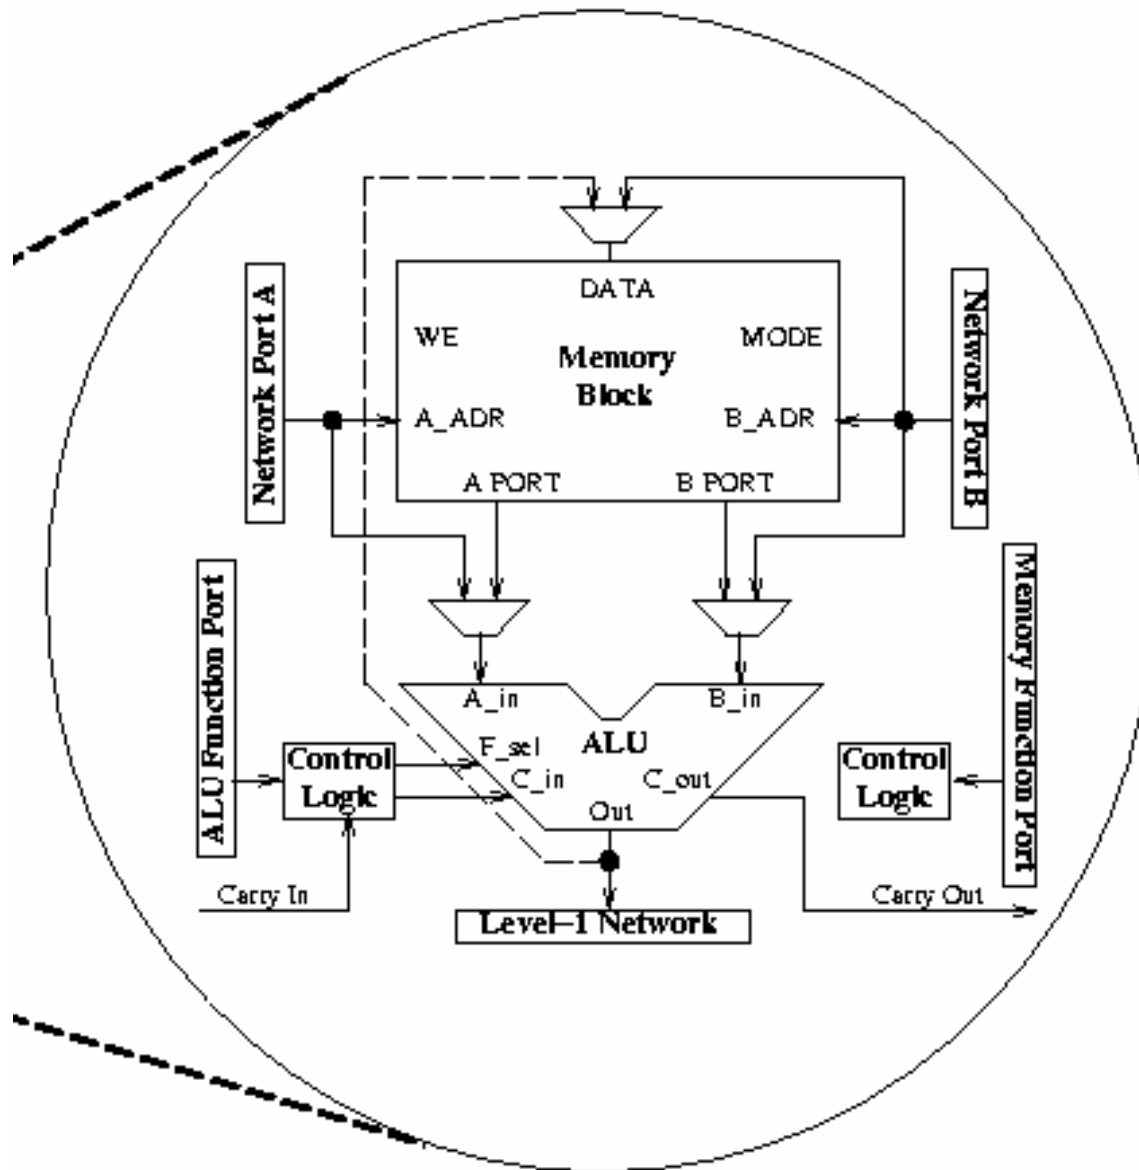 DATA
WE
MODE
Memory
Block
A_ADR
B_ADR
A PORT
B PORT
Network Port A
Network Port B
ALU Function Port
Memory Function Port
A_in
B_in
F_sel
ALU
C_in
C_out
Out
Control
Logic
Control
Logic
Carry In
Carry Out
Level-1 Network